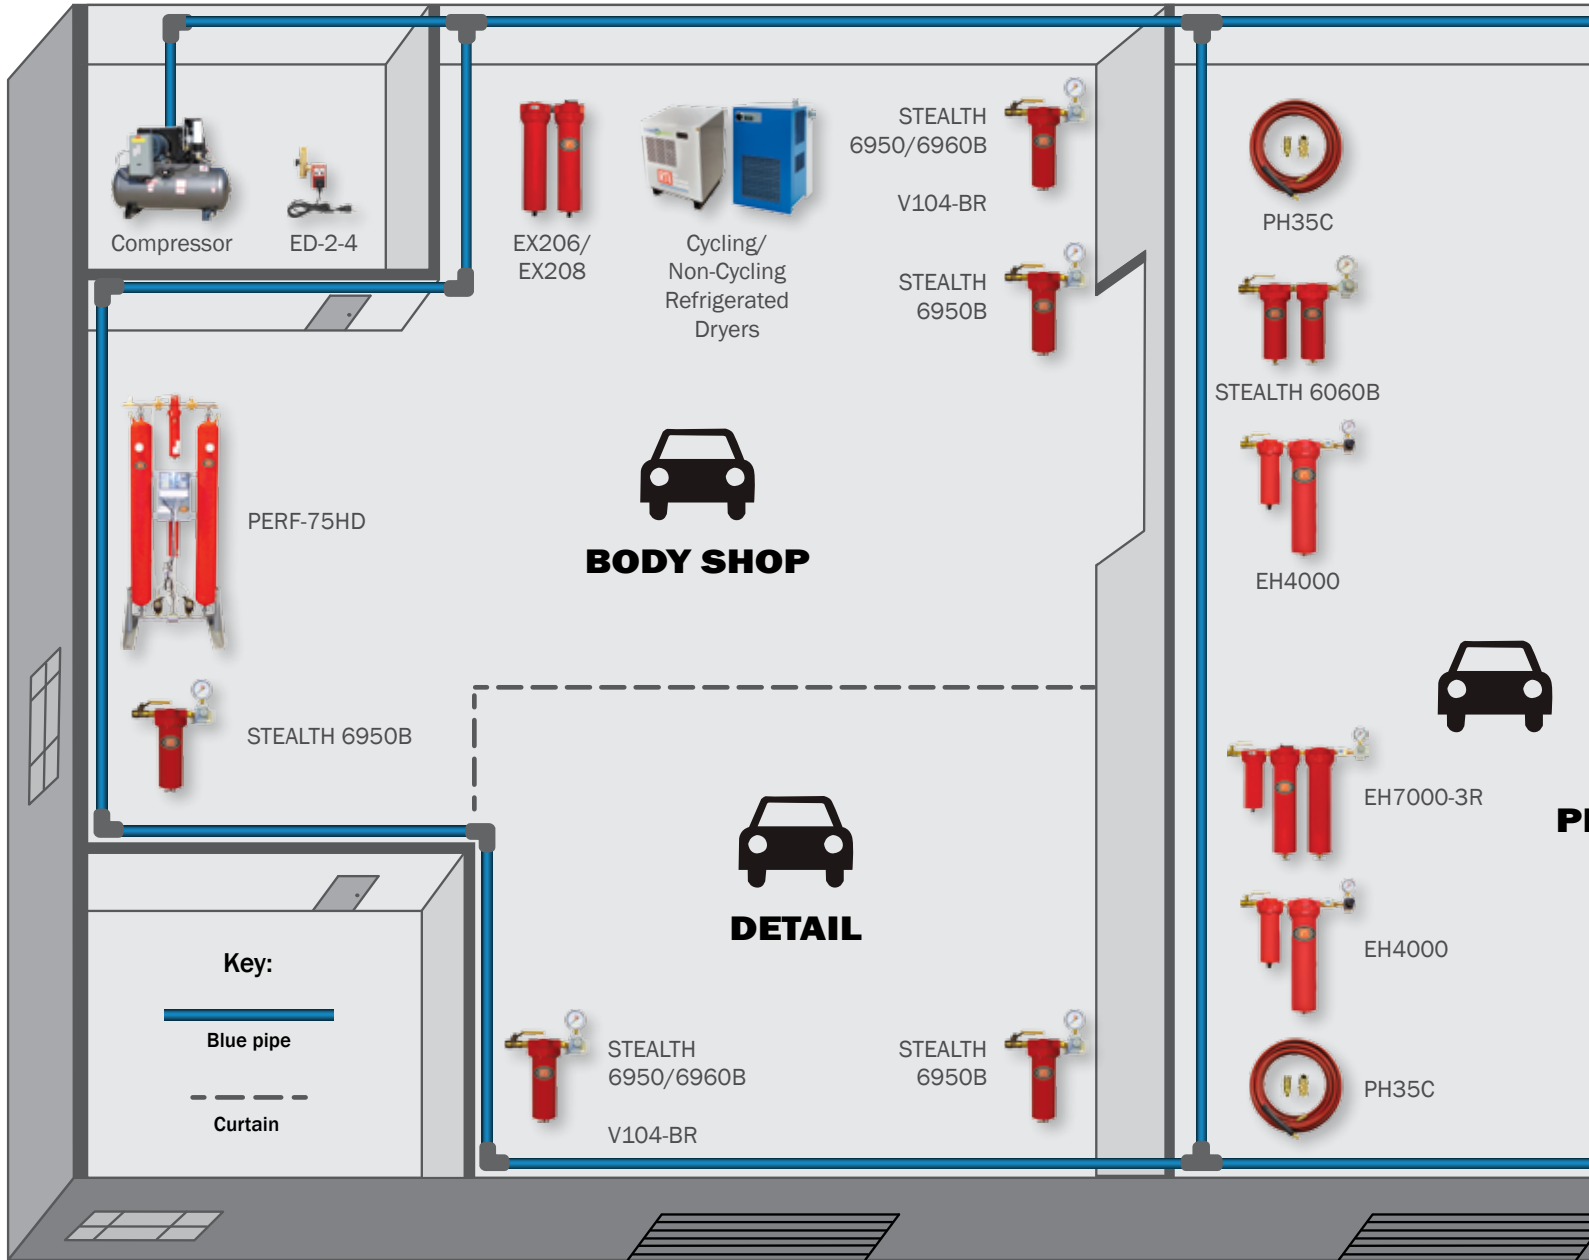 Compressor
ED-2-4
EX206/
EX208
Cycling/
Non-Cycling
Refrigerated
Dryers
STEALTH
6950/6960B
V104-BR
STEALTH
6950B
PH35C
STEALTH 6060B
EH4000
PERF-75HD
BODY SHOP
STEALTH 6950B
EH7000-3R
DETAIL
EH4000
Key:
Blue pipe
Curtain
STEALTH
6950/6960B
V104-BR
STEALTH
6950B
PH35C